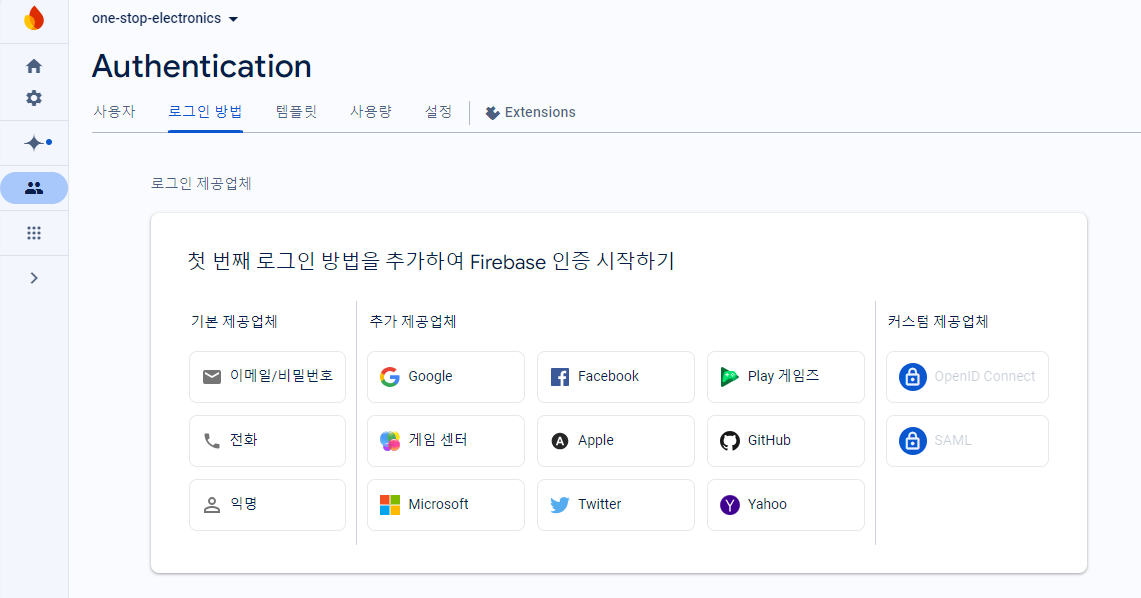 one-stop-electronics
Authentication
사용자 로그인 방법 템플릿 사용량 설정 Extensions
로그인 제공업체
첫 번째 로그인 방법을 추가하여 Firebase 인증 시작하기
기본 제공업체 추가 제공업체 커스텀 제공업체
이메일/비밀번호 Google Facebook Play 게임즈 OpenID Connect
전화 게임 센터 Apple GitHub SAML
익명 Microsoft Twitter Yahoo